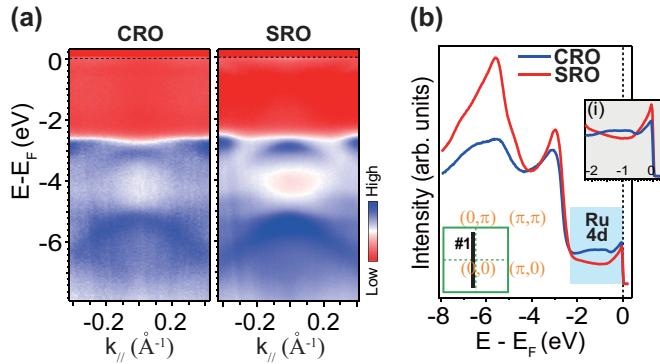 (a)
CRO
SRO
E-E_F (eV)
0
-2
-4
-6
-0.2
0.2
-0.2
0.2
k_// (Å⁻¹)
k_// (Å⁻¹)
High
Low
(b)
CRO
SRO
Intensity (arb. units)
(i)
-2
-1
0
Ru
4d
#1
(0,π)
(π,π)
(0,0)
(π,0)
-8
-6
-4
-2
0
E - E_F (eV)